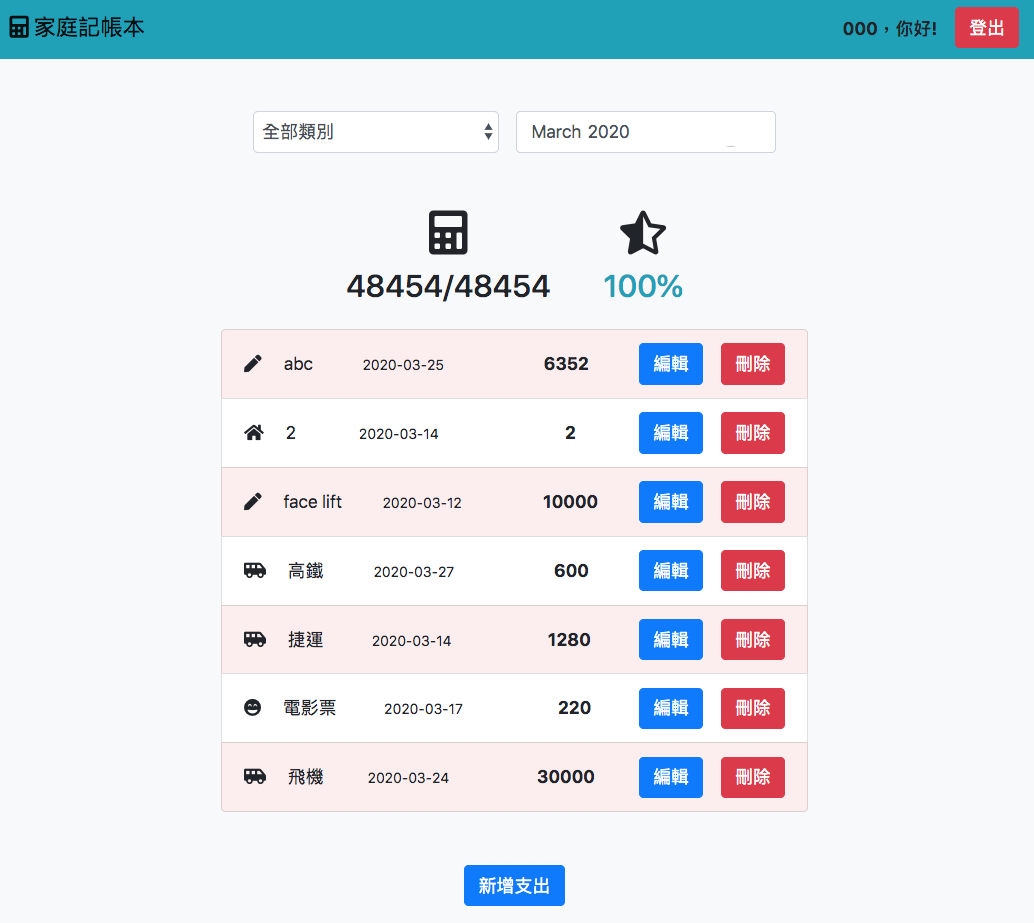 家庭記帳本
000，你好! 登出
全部類別 March 2020
48454/48454 100%
abc 2020-03-25 6352 編輯 刪除
2 2020-03-14 2 編輯 刪除
face lift 2020-03-12 10000 編輯 刪除
高鐵 2020-03-27 600 編輯 刪除
捷運 2020-03-14 1280 編輯 刪除
電影票 2020-03-17 220 編輯 刪除
飛機 2020-03-24 30000 編輯 刪除
新增支出